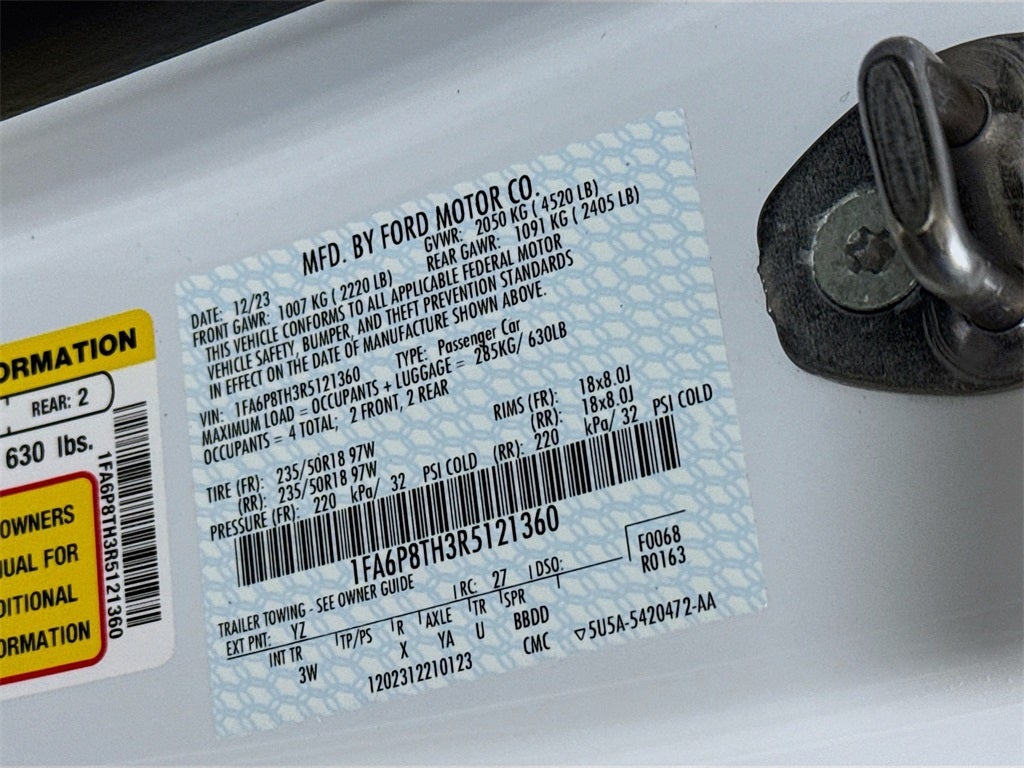 ORMATION
REAR: 2
630 lbs.
1FA6P8TH3R5121360
OWNERS
UAL FOR
DITIONAL
ORMATION
MFD. BY FORD MOTOR CO.
DATE: 12/23 GVWR: 2050 KG ( 4520 LB)
FRONT GAWR: 1007 KG ( 2220 LB) REAR GAWR: 1091 KG ( 2405 LB)
THIS VEHICLE CONFORMS TO ALL APPLICABLE FEDERAL MOTOR
VEHICLE SAFETY, BUMPER, AND THEFT PREVENTION STANDARDS
IN EFFECT ON THE DATE OF MANUFACTURE SHOWN ABOVE.
VIN: 1FA6P8TH3R5121360 TYPE: Passenger Car
MAXIMUM LOAD = OCCUPANTS + LUGGAGE = 285KG/ 630LB
OCCUPANTS = 4 TOTAL; 2 FRONT, 2 REAR
TIRE (FR): 235/50R18 97W RIMS (FR): 18x8.0J
(RR): 235/50R18 97W 18x8.0J
PRESSURE (FR): 220 kPa/ 32 PSI COLD (RR): 220 kPa/ 32 PSI COLD
1FA6P8TH3R5121360
TRAILER TOWING - SEE OWNER GUIDE
EXT PNT: YZ RC: 27 DSO: F0068
R0163
INT TR TP/PS R AXLE TR SPR
3W X YA U BBDD
1202312210123 CMC ▽5U5A-5420472-AA